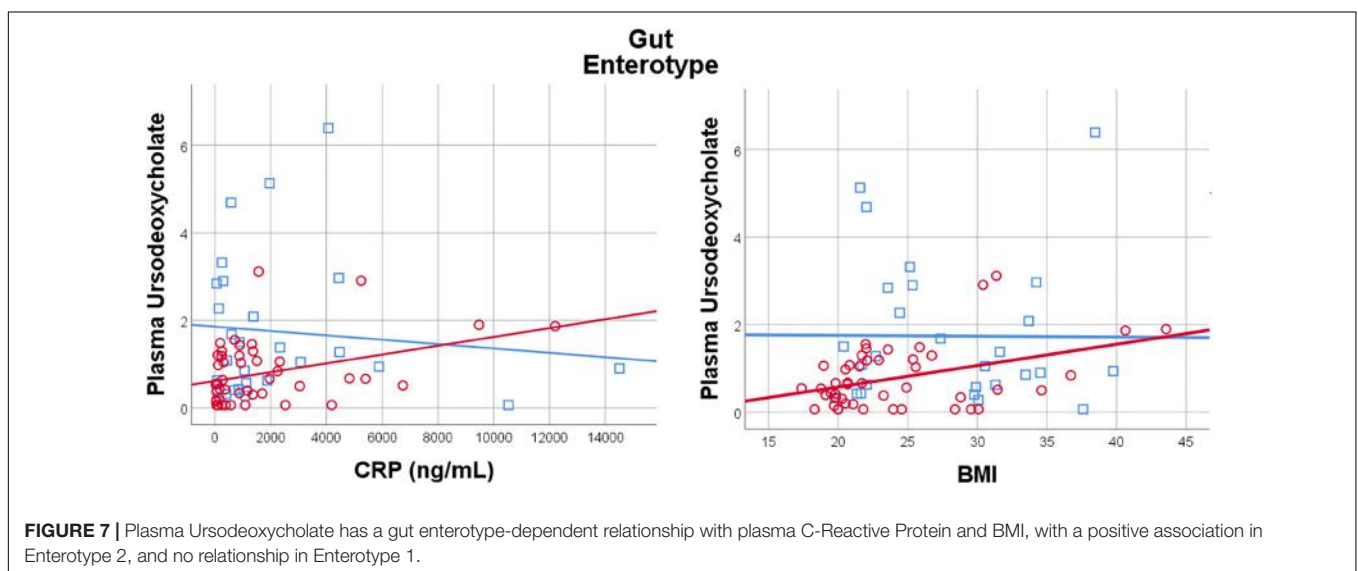 Gut
Enterotype
Plasma Ursodeoxycholate
6
4
2
0
0
2000
4000
6000
8000
10000
12000
14000
CRP (ng/mL)
Plasma Ursodeoxycholate
6
4
2
0
15
20
25
30
35
40
45
BMI
FIGURE 7 | Plasma Ursodeoxycholate has a gut enterotype-dependent relationship with plasma C-Reactive Protein and BMI, with a positive association in
Enterotype 2, and no relationship in Enterotype 1.